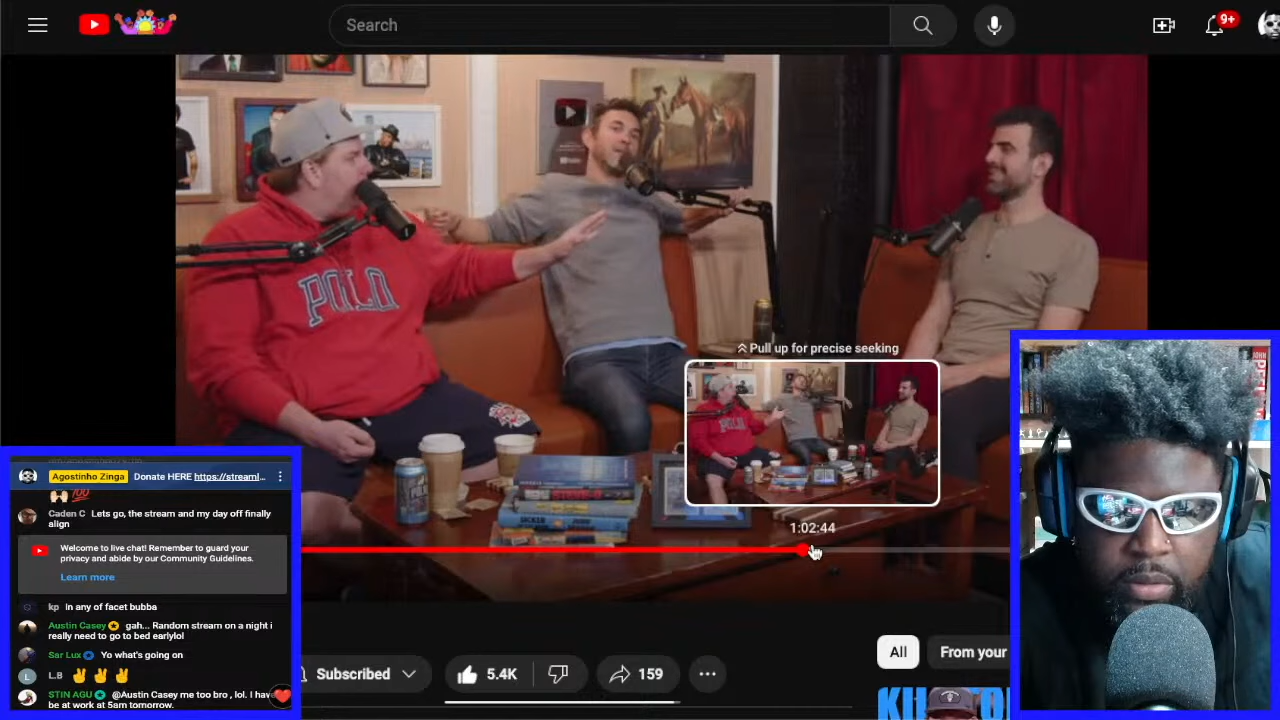 Search
9+
POLO
STEVE-O
Pull up for precise seeking
1:02:44
Agostinho Zinga Donate HERE https://streaml...
Caden C Lets go, the stream and my day off finally
align
Welcome to live chat! Remember to guard your
privacy and abide by our Community Guidelines.
Learn more
kp In any of facet bubba
Austin Casey gah... Random stream on a night i
really need to go to bed earlylol
Sar Lux Yo what's going on
L.B
STIN AGU @Austin Casey me too bro , lol. I hav
be at work at 5am tomorrow.
Subscribed
5.4K
159
All
From your